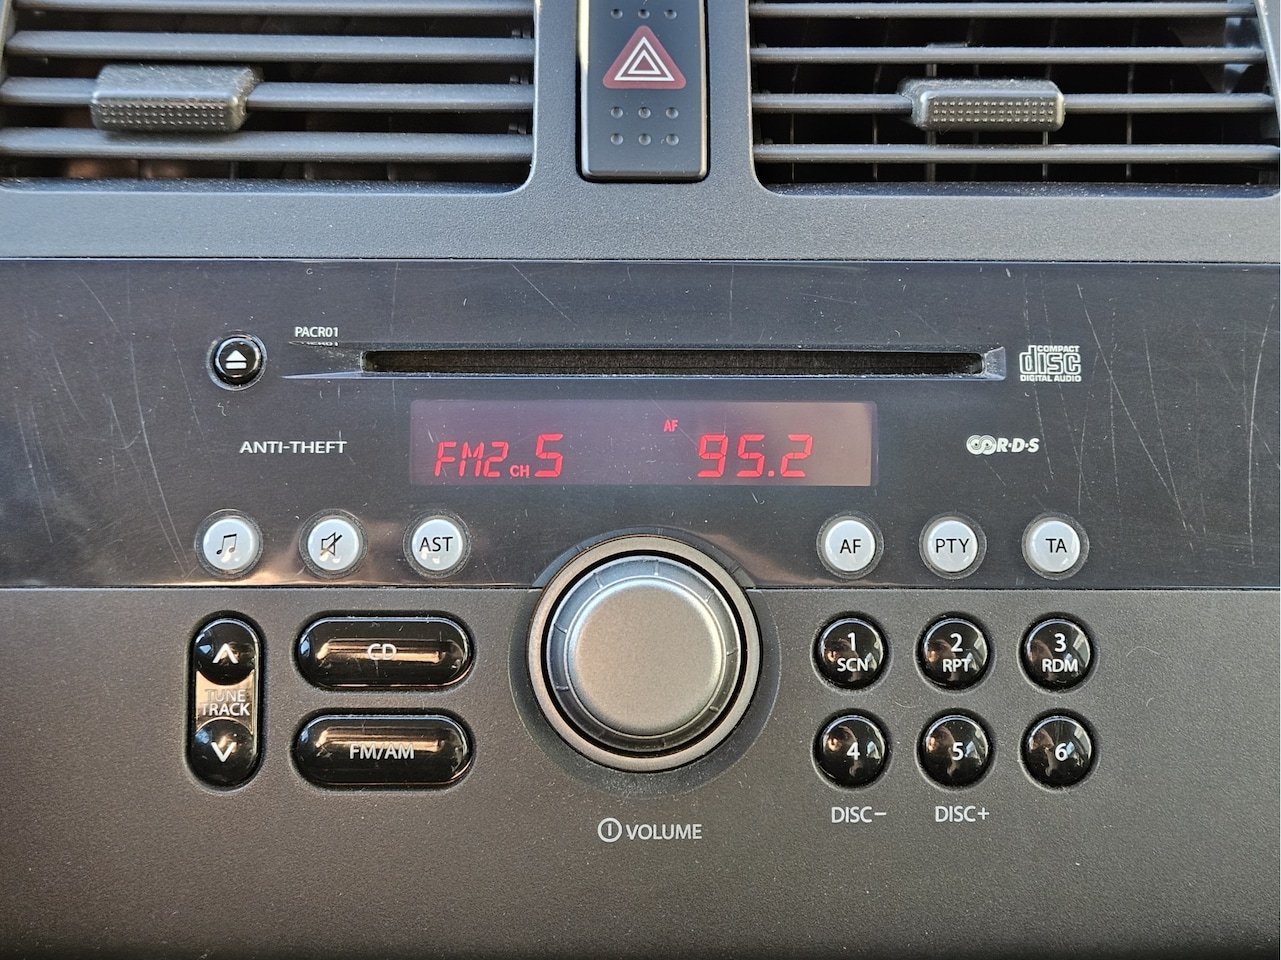 PACR01
COMPACT
disc
DIGITAL AUDIO
ANTI-THEFT
AF
FM2 CH 5 95.2
R·D·S
AST
AF
PTY
TA
CD
TUNE
TRACK
FM/AM
1
SCN
2
RPT
3
RDM
4
5
6
DISC−
DISC+
VOLUME